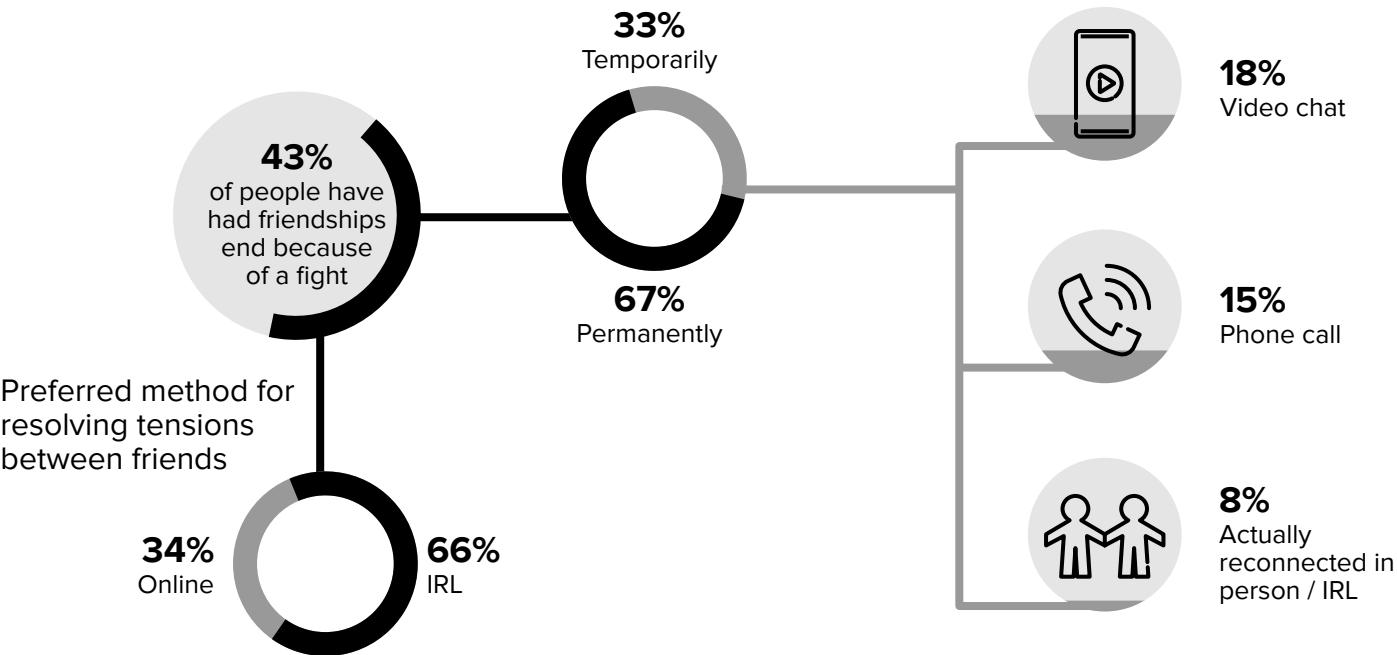 43%
of people have
had friendships
end because
of a fight
33%
Temporarily
67%
Permanently
18%
Video chat
15%
Phone call
8%
Actually
reconnected in
person / IRL
Preferred method for
resolving tensions
between friends
34%
Online
66%
IRL